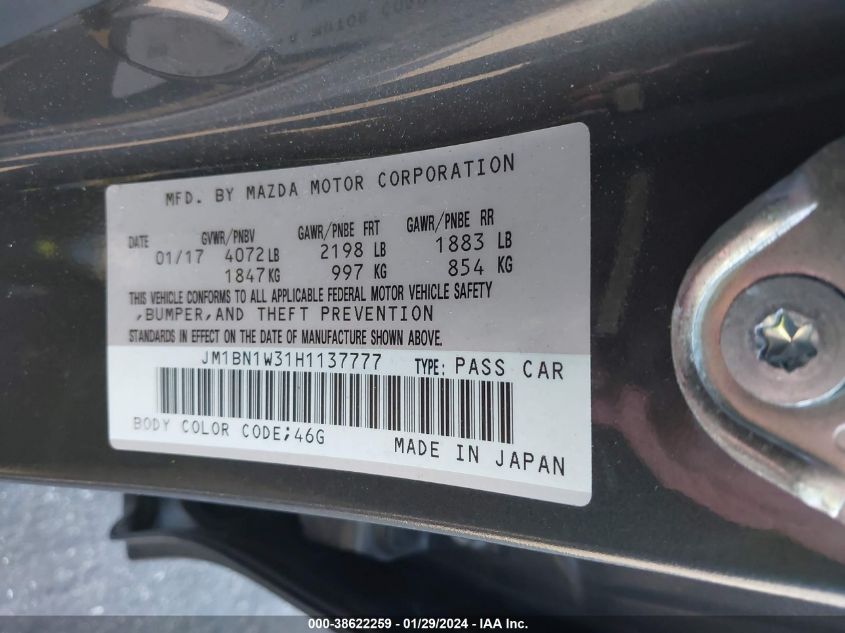 MFD. BY MAZDA MOTOR CORPORATION
DATE GVWR/PNBV GAWR/PNBE FRT GAWR/PNBE RR
01/17 4072 LB 2198 LB 1883 LB
1847 KG 997 KG 854 KG
THIS VEHICLE CONFORMS TO ALL APPLICABLE FEDERAL MOTOR VEHICLE SAFETY
,BUMPER,AND THEFT PREVENTION
STANDARDS IN EFFECT ON THE DATE OF MANUFACTURE SHOWN ABOVE.
JM1BN1W31H1137777 TYPE: PASS CAR
BODY COLOR CODE;46G
MADE IN JAPAN
000-38622259 - 01/29/2024 - IAA Inc.